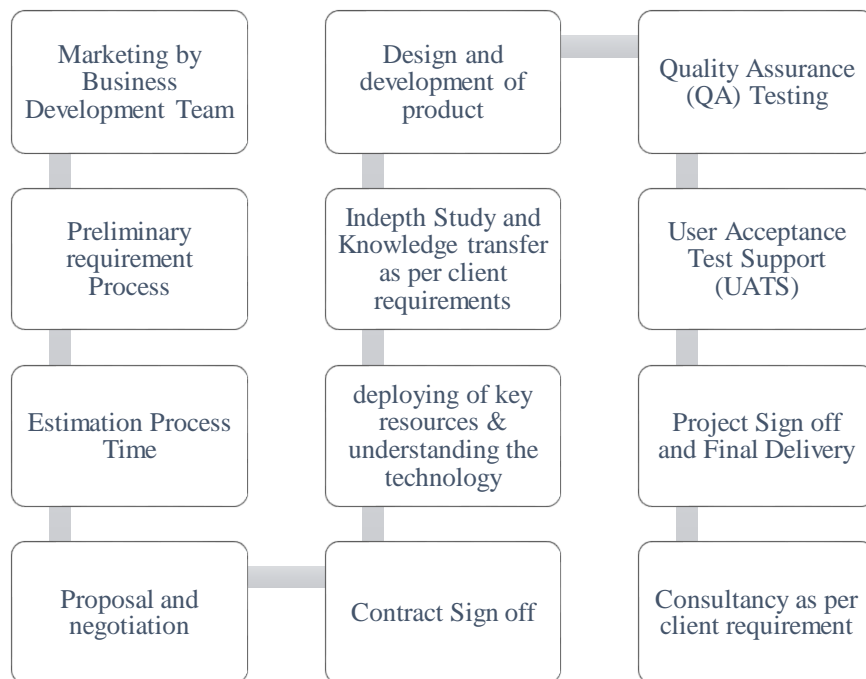 Marketing by
Business
Development Team
Preliminary
requirement
Process
Estimation Process
Time
Proposal and
negotiation
Contract Sign off
deploying of key
resources &
understanding the
technology
Indepth Study and
Knowledge transfer
as per client
requirements
Design and
development of
product
Quality Assurance
(QA) Testing
User Acceptance
Test Support
(UATS)
Project Sign off
and Final Delivery
Consultancy as per
client requirement